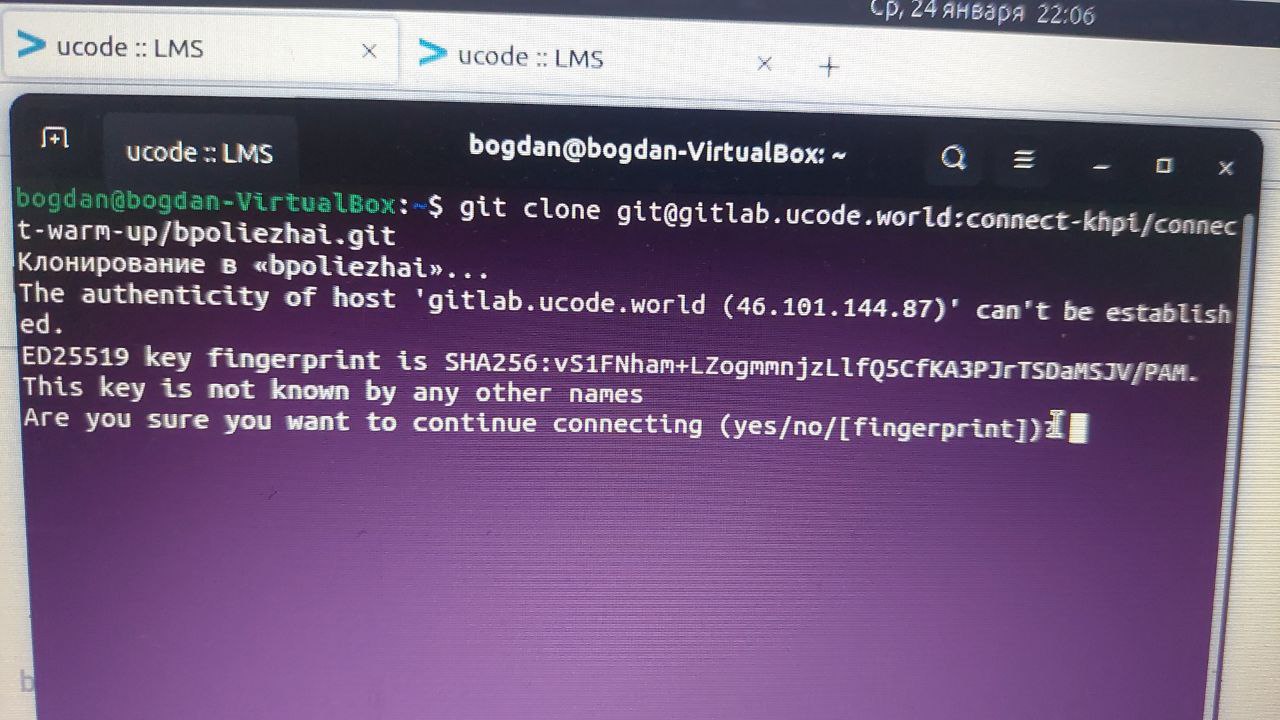 Ср, 24 января 22:06
ucode :: LMS
ucode :: LMS
ucode :: LMS
bogdan@bogdan-VirtualBox: ~
bogdan@bogdan-VirtualBox:~$ git clone git@gitlab.ucode.world:connect-khpi/connec
t-warm-up/bpoliezhai.git
Клонирование в «bpoliezhai»...
The authenticity of host 'gitlab.ucode.world (46.101.144.87)' can't be establish
ed.
ED25519 key fingerprint is SHA256:vS1FNham+LZogmmnjzLlfQ5CfKA3PJrTSDaMSJV/PAM.
This key is not known by any other names
Are you sure you want to continue connecting (yes/no/[fingerprint])?